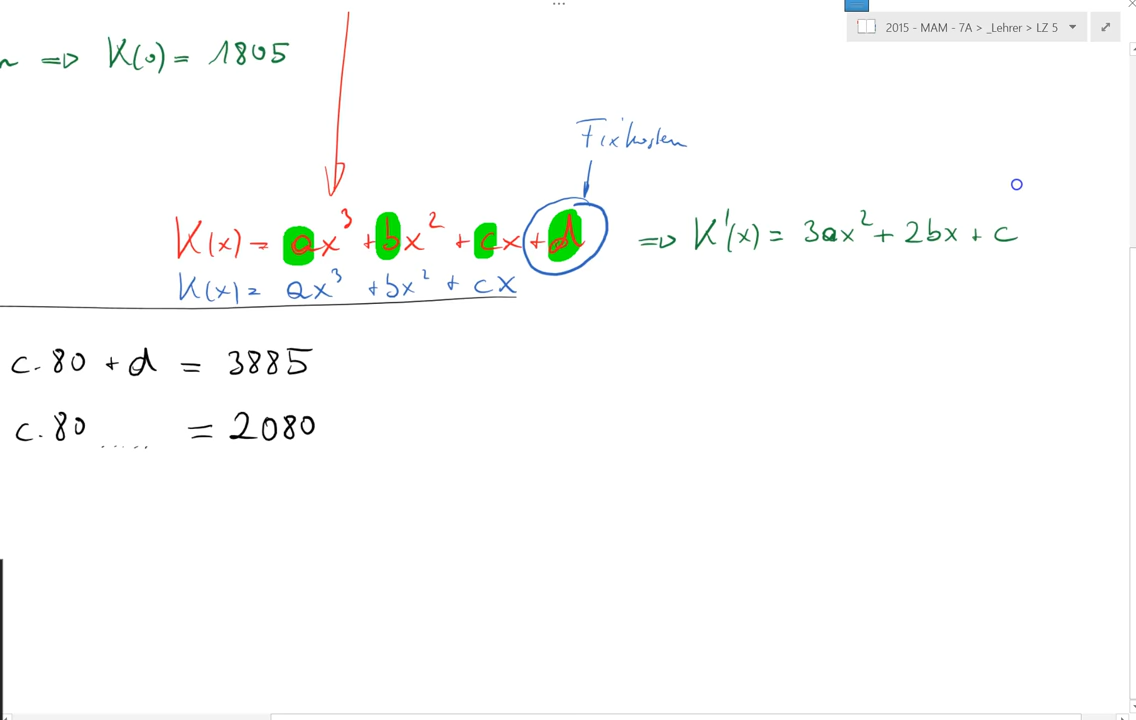 2015 - MAM - 7A > _Lehrer > LZ 5
=> K(0) = 1805
Fixkosten
K(x) = ax³ + bx² + cx + d => K'(x) = 3ax² + 2bx + c
K(x) = ax³ + bx² + cx
c.80 + d = 3885
c.80 ..... = 2080